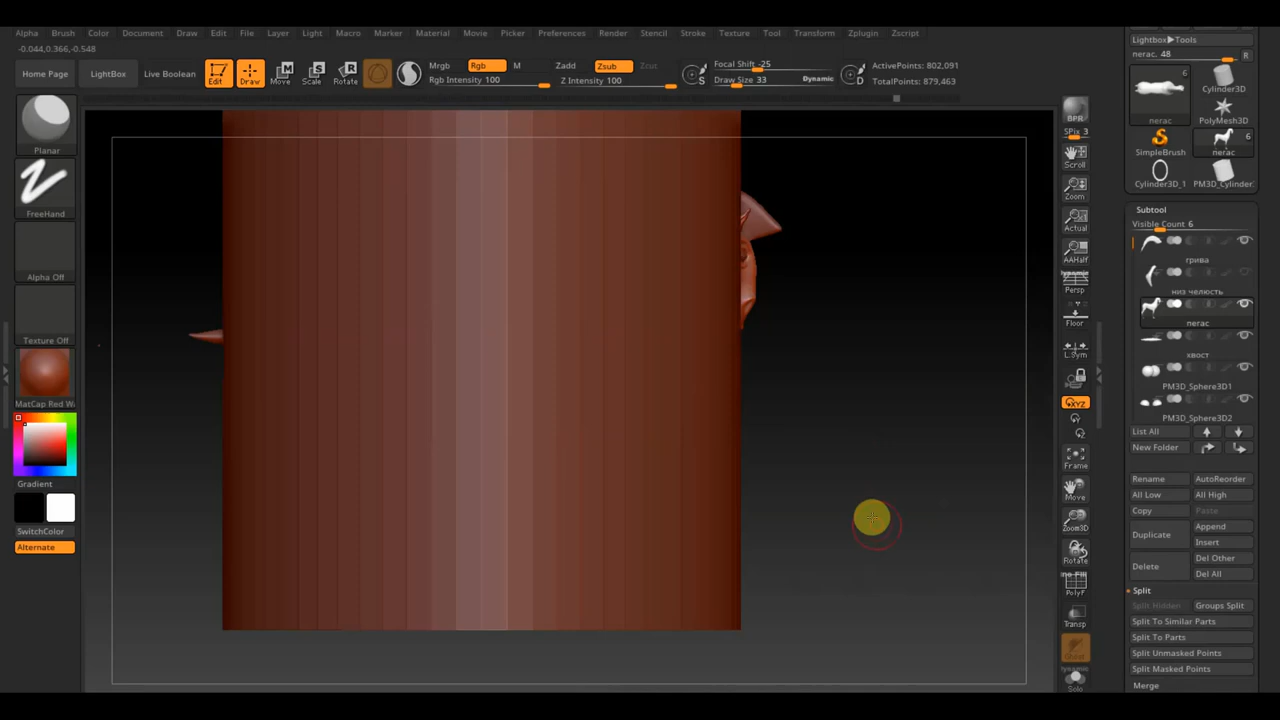 Alpha Brush Color Document Draw Edit File Layer Light Macro Marker Material Movie Picker Preferences Render Stencil Stroke Texture Tool Transform Zplugin Zscript
-0.044,0.366,-0.548
Home Page
LightBox
Live Boolean
Edit
Draw
Move
Scale
Rotate
Mrgb
Rgb
M
Rgb Intensity 100
Zadd
Zsub
Zcut
Z Intensity 100
S
Focal Shift -25
Draw Size 33
Dynamic
D
ActivePoints: 802,091
TotalPoints: 879,463
Planar
FreeHand
Alpha Off
Texture Off
MatCap Red W
Gradient
SwitchColor
Alternate
BPR
SPix 3
Scroll
Zoom
Actual
AAHalf
Dynamic
Persp
Floor
L.Sym
XYZ
Frame
Move
Zoom3D
Rotate
PolyF
Transp
Ghost
Dynamic
Solo
Lightbox▶Tools
пегас. 48
R
6
пегас
Cylinder3D
PolyMesh3D
SimpleBrush
6
пегас
Cylinder3D_1
PM3D_Cylinder
Subtool
Visible Count 6
грива
низ челюсть
пегас
хвост
PM3D_Sphere3D1
PM3D_Sphere3D2
List All
New Folder
Rename AutoReorder
All Low All High
Copy Paste
Duplicate
Append
Insert
Delete
Del Other
Del All
Split
Split Hidden Groups Split
Split To Similar Parts
Split To Parts
Split Unmasked Points
Split Masked Points
Merge